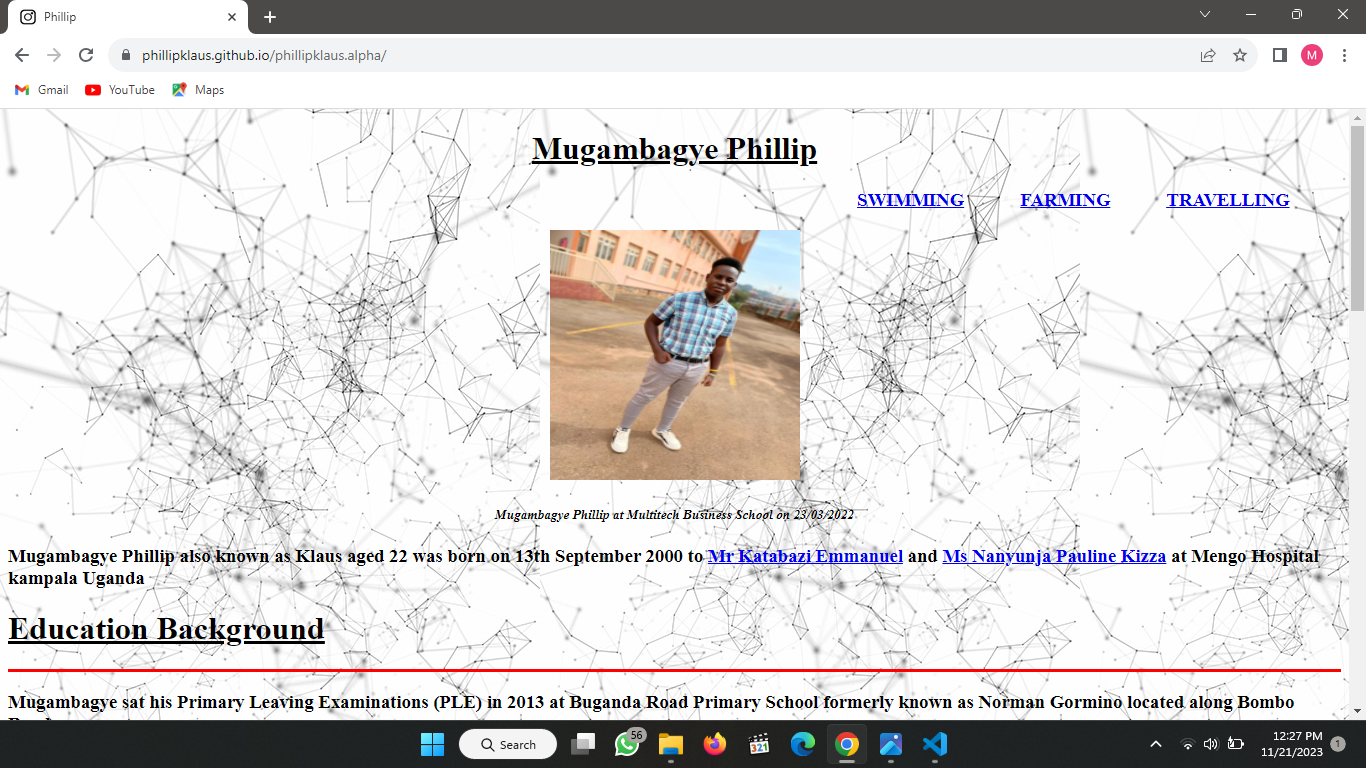 Phillip
phillipklaus.github.io/phillipklaus.alpha/
M
Gmail
YouTube
Maps
Mugambagye Phillip
SWIMMING
FARMING
TRAVELLING
Mugambagye Phillip at Multitech Business School on 23/03/2022
Mugambagye Phillip also known as Klaus aged 22 was born on 13th September 2000 to Mr Katabazi Emmanuel and Ms Nanyunja Pauline Kizza at Mengo Hospital
kampala Uganda
Education Background
Mugambagye sat his Primary Leaving Examinations (PLE) in 2013 at Buganda Road Primary School formerly known as Norman Gormino located along Bombo
Search
56
321
12:27 PM
11/21/2023
1